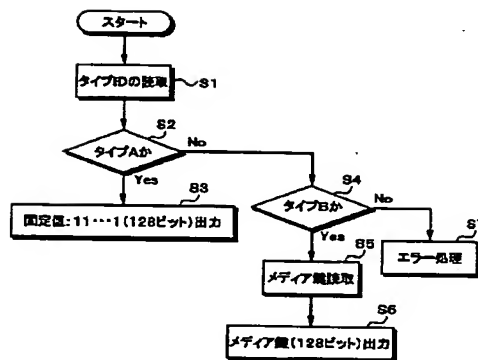 スタート
タイプIDの読取
S1
S2
タイプAか
No
Yes
S3
固定値:11・・・1(128ビット)出力
S4
タイプBか
No
Yes
S5
メディア鍵読取
エラー処理
S6
メディア鍵(128ビット)出力